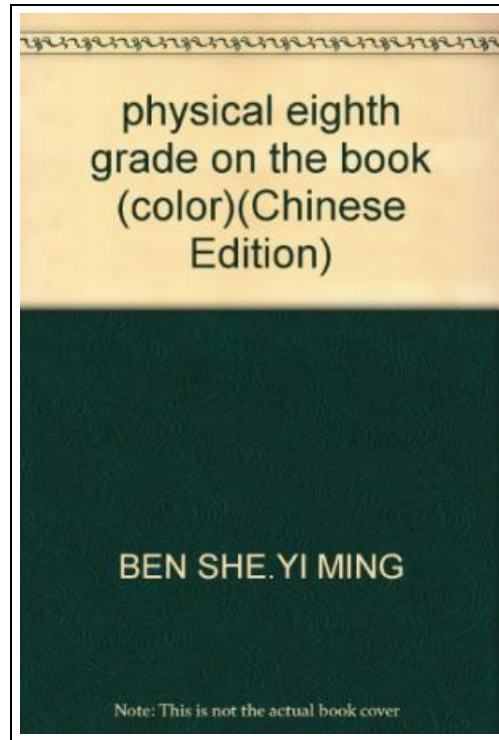 physical eighth
grade on the book
(color)(Chinese
Edition)
BEN SHE.YI MING
Note: This is not the actual book cover